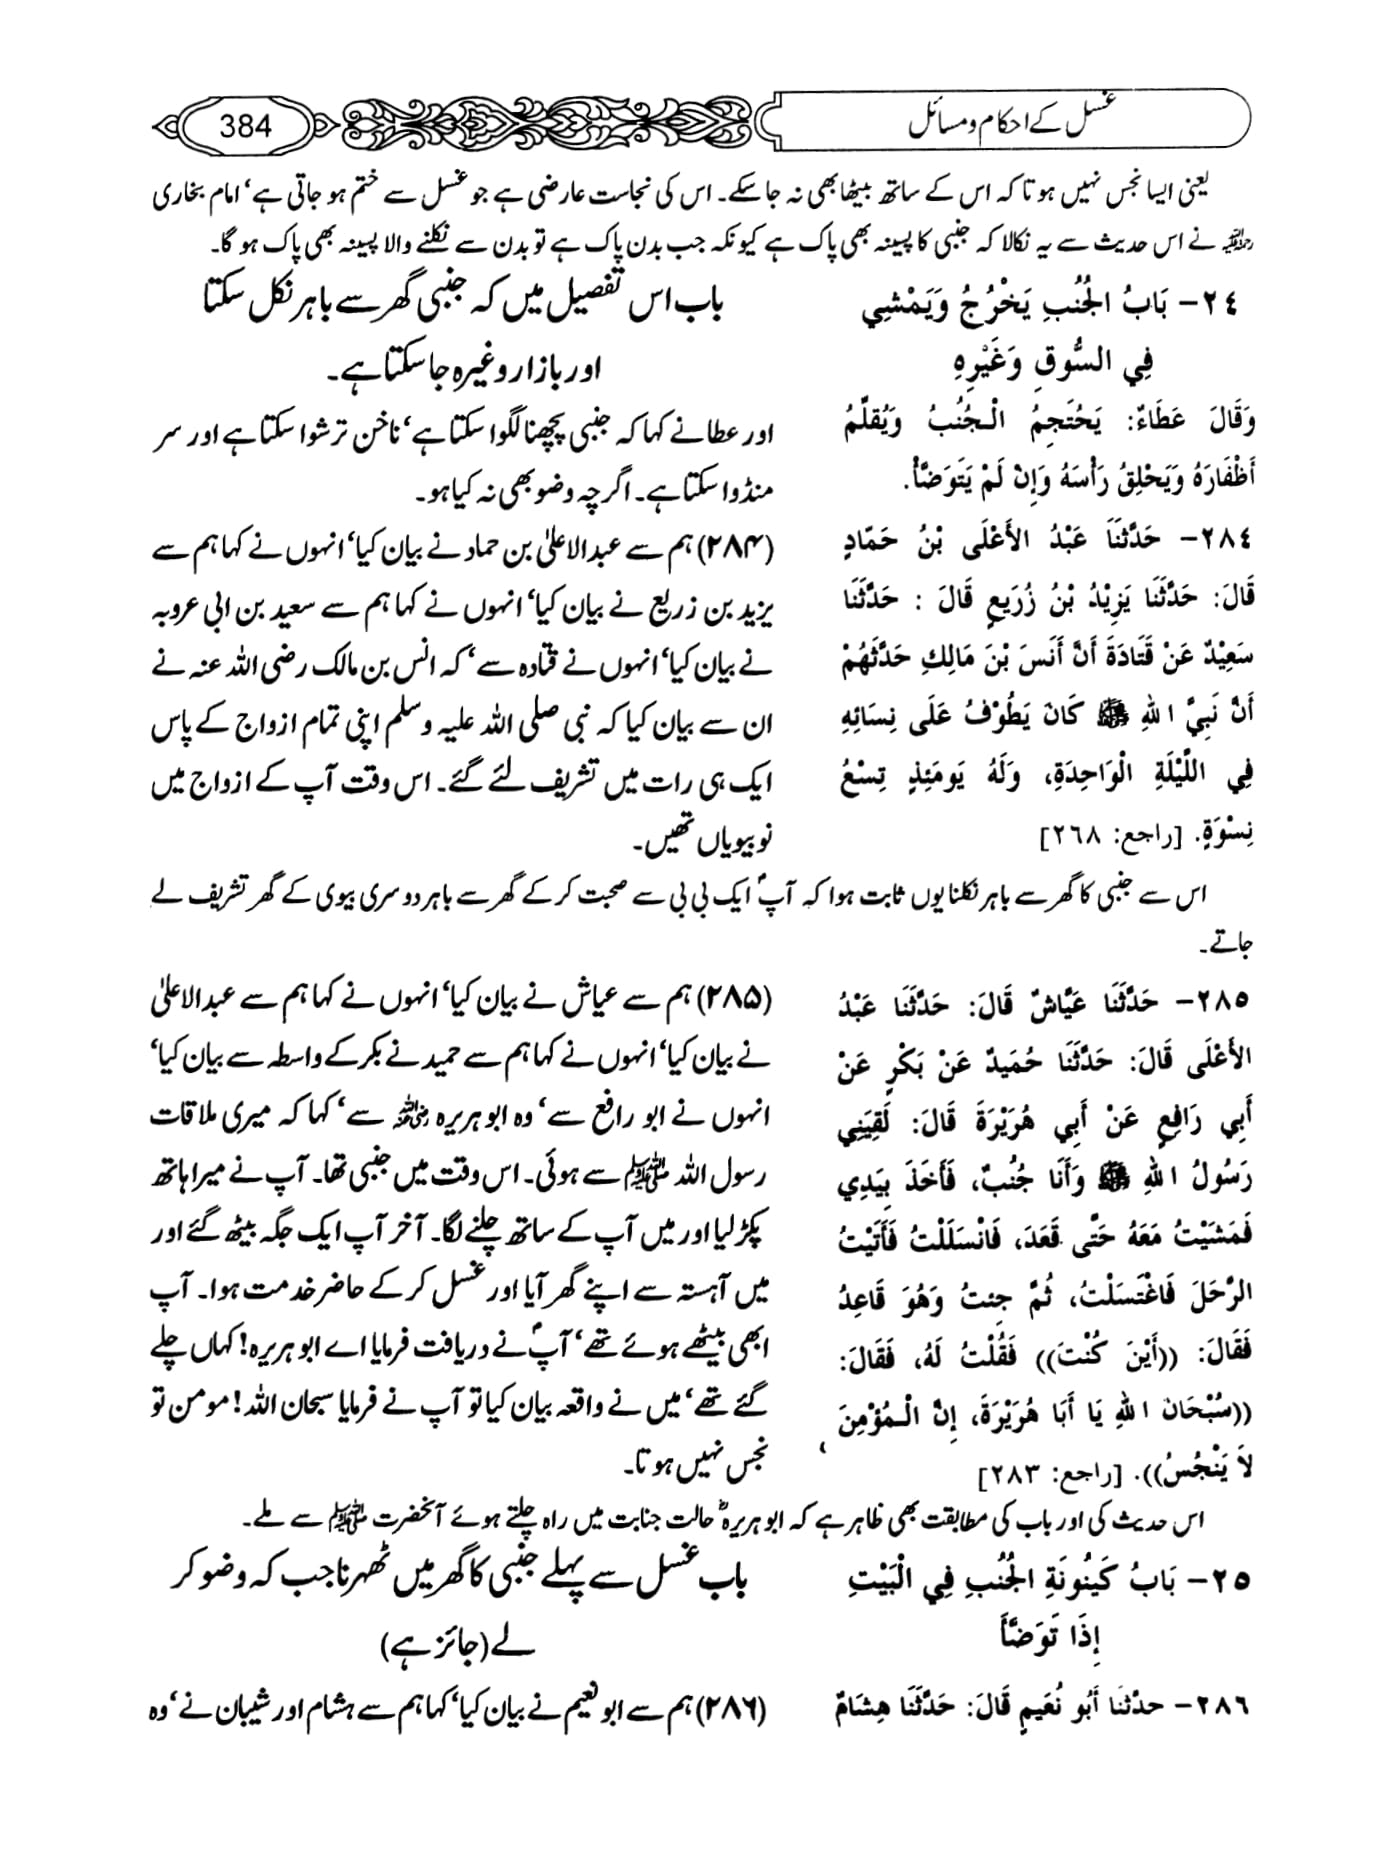 غسل کے احکام و مسائل
384
یعنی ایسا نجس نہیں ہوتا کہ اس کے ساتھ بیٹھا بھی نہ جا سکے۔ اس کی نجاست عارضی ہے جو غسل سے ختم ہو جاتی ہے‘ امام بخاری
رحمہ اللہ نے اس حدیث سے یہ نکالا کہ جنبی کا پسینہ بھی پاک ہے کیونکہ جب بدن پاک ہے تو بدن سے نکلنے والا پسینہ بھی پاک ہو گا۔
٢٤- بَابُ الْجُنُبِ يَخْرُجُ وَيَمْشِي
فِي السُّوقِ وَغَيْرِهِ
وَقَالَ عَطَاءٌ: يَحْتَجِمُ الْجُنُبُ وَيُقَلِّمُ
أَظْفَارَهُ وَيَحْلِقُ رَأْسَهُ وَإِنْ لَمْ يَتَوَضَّأْ.
٢٨٤- حَدَّثَنَا عَبْدُ الأَعْلَى بْنُ حَمَّادٍ
قَالَ: حَدَّثَنَا يَزِيْدُ بْنُ زُرَيعٍ قَالَ : حَدَّثَنَا
سَعِيْدٌ عَنْ قَتَادَةَ أَنَّ أَنَسَ بْنَ مَالِكٍ حَدَّثَهُمْ
أَنَّ نَبِيَّ اللهِ ﷺ كَانَ يَطُوْفُ عَلَى نِسَائِهِ
فِي اللَّيْلَةِ الْوَاحِدَةِ، وَلَهُ يَومَئِذٍ تِسْعُ
نِسْوَةٍ. [راجع: ٢٦٨]
باب اس تفصیل میں کہ جنبی گھر سے باہر نکل سکتا
اور بازار وغیرہ جا سکتا ہے۔
اور عطا نے کہا کہ جنبی پچھنا لگوا سکتا ہے‘ ناخن ترشوا سکتا ہے اور سر
منڈوا سکتا ہے۔ اگرچہ وضو بھی نہ کیا ہو۔
(۲۸۴) ہم سے عبدالاعلیٰ بن حماد نے بیان کیا‘ انہوں نے کہا ہم سے
یزید بن زریع نے بیان کیا‘ انہوں نے کہا ہم سے سعید بن ابی عروبہ
نے بیان کیا‘ انہوں نے قتادہ سے‘ کہ انس بن مالک رضی اللہ عنہ نے
ان سے بیان کیا کہ نبی صلی اللہ علیہ و سلم اپنی تمام ازواج کے پاس
ایک ہی رات میں تشریف لئے گئے۔ اس وقت آپ کے ازواج میں
نو بیویاں تھیں۔
اس سے جنبی کا گھر سے باہر نکلنا یوں ثابت ہوا کہ آپؐ ایک بی بی سے صحبت کر کے گھر سے باہر دوسری بیوی کے گھر تشریف لے
جاتے۔
٢٨٥- حَدَّثَنَا عَيَّاشٌ قَالَ: حَدَّثَنَا عَبْدُ
الأَعْلَى قَالَ: حَدَّثَنَا حُمَيدٌ عَنْ بَكْرٍ عَنْ
أَبِي رَافِعٍ عَنْ أَبِي هُرَيْرَةَ قَالَ: لَقِيَنِي
رَسُولُ اللهِ ﷺ وَأَنَا جُنُبٌ، فَأَخَذَ بِيَدِي
فَمَشَيْتُ مَعَهُ حَتَّى قَعَدَ، فَانْسَلَلْتُ فَأَتَيْتُ
الرَّحْلَ فَاغْتَسَلْتُ، ثُمَّ جِئتُ وَهُوَ قَاعِدٌ
فَقَالَ: ((أَيْنَ كُنْتَ)) فَقُلْتُ لَهُ، فَقَالَ:
((سُبْحَانَ اللهِ يَا أَبَا هُرَيْرَةَ، إِنَّ الْمُؤْمِنَ
لاَ يَنْجُسُ)). [راجع: ٢٨٣]
(۲۸۵) ہم سے عیاش نے بیان کیا‘ انہوں نے کہا ہم سے عبدالاعلیٰ
نے بیان کیا‘ انہوں نے کہا ہم سے حمید نے بکر کے واسطہ سے بیان کیا‘
انہوں نے ابو رافع سے‘ وہ ابو ہریرہ رضی اللہ عنہ سے‘ کہا کہ میری ملاقات
رسول اللہ ﷺ سے ہوئی۔ اس وقت میں جنبی تھا۔ آپ نے میرا ہاتھ
پکڑ لیا اور میں آپ کے ساتھ چلنے لگا۔ آخر آپ ایک جگہ بیٹھ گئے اور
میں آہستہ سے اپنے گھر آیا اور غسل کر کے حاضر خدمت ہوا۔ آپ
ابھی بیٹھے ہوئے تھے‘ آپؐ نے دریافت فرمایا اے ابو ہریرہ! کہاں چلے
گئے تھے‘ میں نے واقعہ بیان کیا تو آپ نے فرمایا سبحان اللہ! مومن تو
نجس نہیں ہوتا۔
اس حدیث کی اور باب کی مطابقت بھی ظاہر ہے کہ ابو ہریرہؓ حالت جنابت میں راہ چلتے ہوئے آنحضرت ﷺ سے ملے۔
٢٥- بَابُ كَيْنُونَةِ الْجُنُبِ فِي الْبَيْتِ
إِذَا تَوَضَّأَ
٢٨٦- حدَّثنَا أَبُو نُعَيمٍ قَالَ: حَدَّثَنَا هِشَامٌ
باب غسل سے پہلے جنبی کا گھر میں ٹھہرنا جب کہ وضو کر
لے (جائز ہے)
(۲۸۶) ہم سے ابو نعیم نے بیان کیا‘ کہا ہم سے ہشام اور شیبان نے‘ وہ